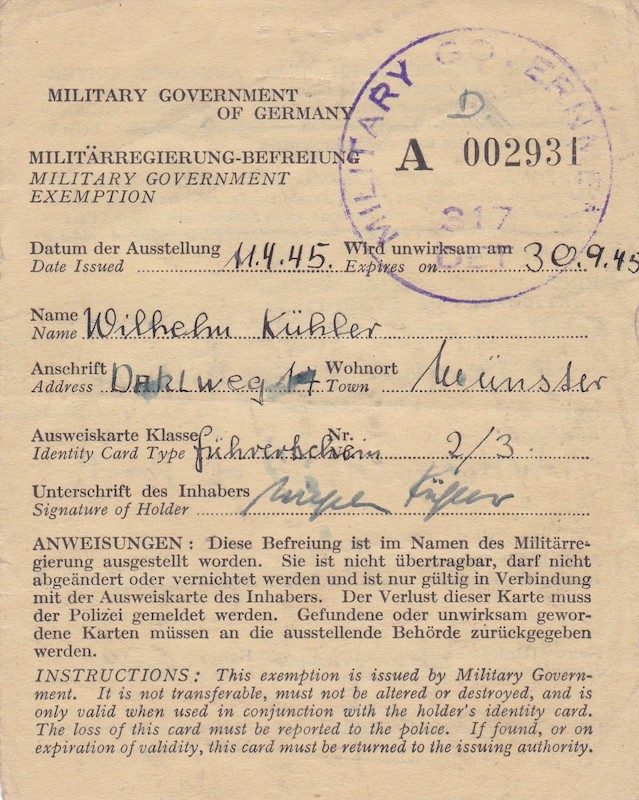 MILITARY GOVERNMENT
OF GERMANY
MILITARY GOVERNMENT
317
DET
D.
A 002931
MILITÄRREGIERUNG-BEFREIUNG
MILITARY GOVERNMENT
EXEMPTION
Datum der Ausstellung 11.4.45. Wird unwirksam am 30.9.45
Date Issued Expires on
Name Wilhelm Kühler
Name
Anschrift Dahlweg 17 Wohnort Münster
Address Town
Ausweiskarte Klasse Führerschein Nr. 2/3
Identity Card Type
Unterschrift des Inhabers
Signature of Holder
ANWEISUNGEN : Diese Befreiung ist im Namen des Militärre-
gierung ausgestellt worden. Sie ist nicht übertragbar, darf nicht
abgeändert oder vernichtet werden und ist nur gültig in Verbindung
mit der Ausweiskarte des Inhabers. Der Verlust dieser Karte muss
der Polizei gemeldet werden. Gefundene oder unwirksam gewor-
dene Karten müssen an die ausstellende Behörde zurückgegeben
werden.
INSTRUCTIONS : This exemption is issued by Military Govern-
ment. It is not transferable, must not be altered or destroyed, and is
only valid when used in conjunction with the holder's identity card.
The loss of this card must be reported to the police. If found, or on
expiration of validity, this card must be returned to the issuing authority.